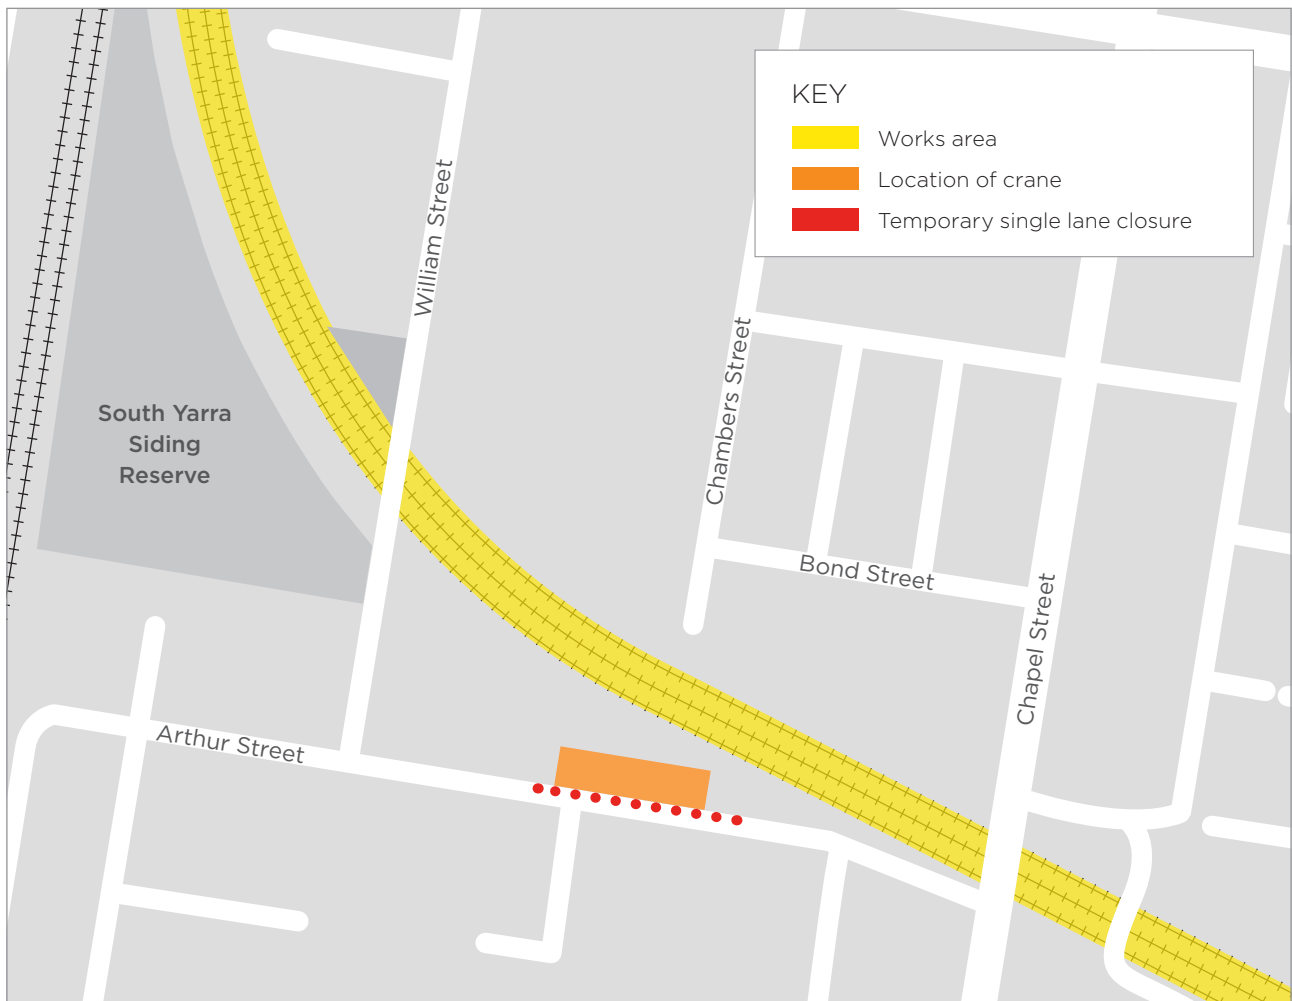 KEY
Works area
Location of crane
Temporary single lane closure
William Street
Chambers Street
South Yarra
Siding
Reserve
Bond Street
Chapel Street
Arthur Street